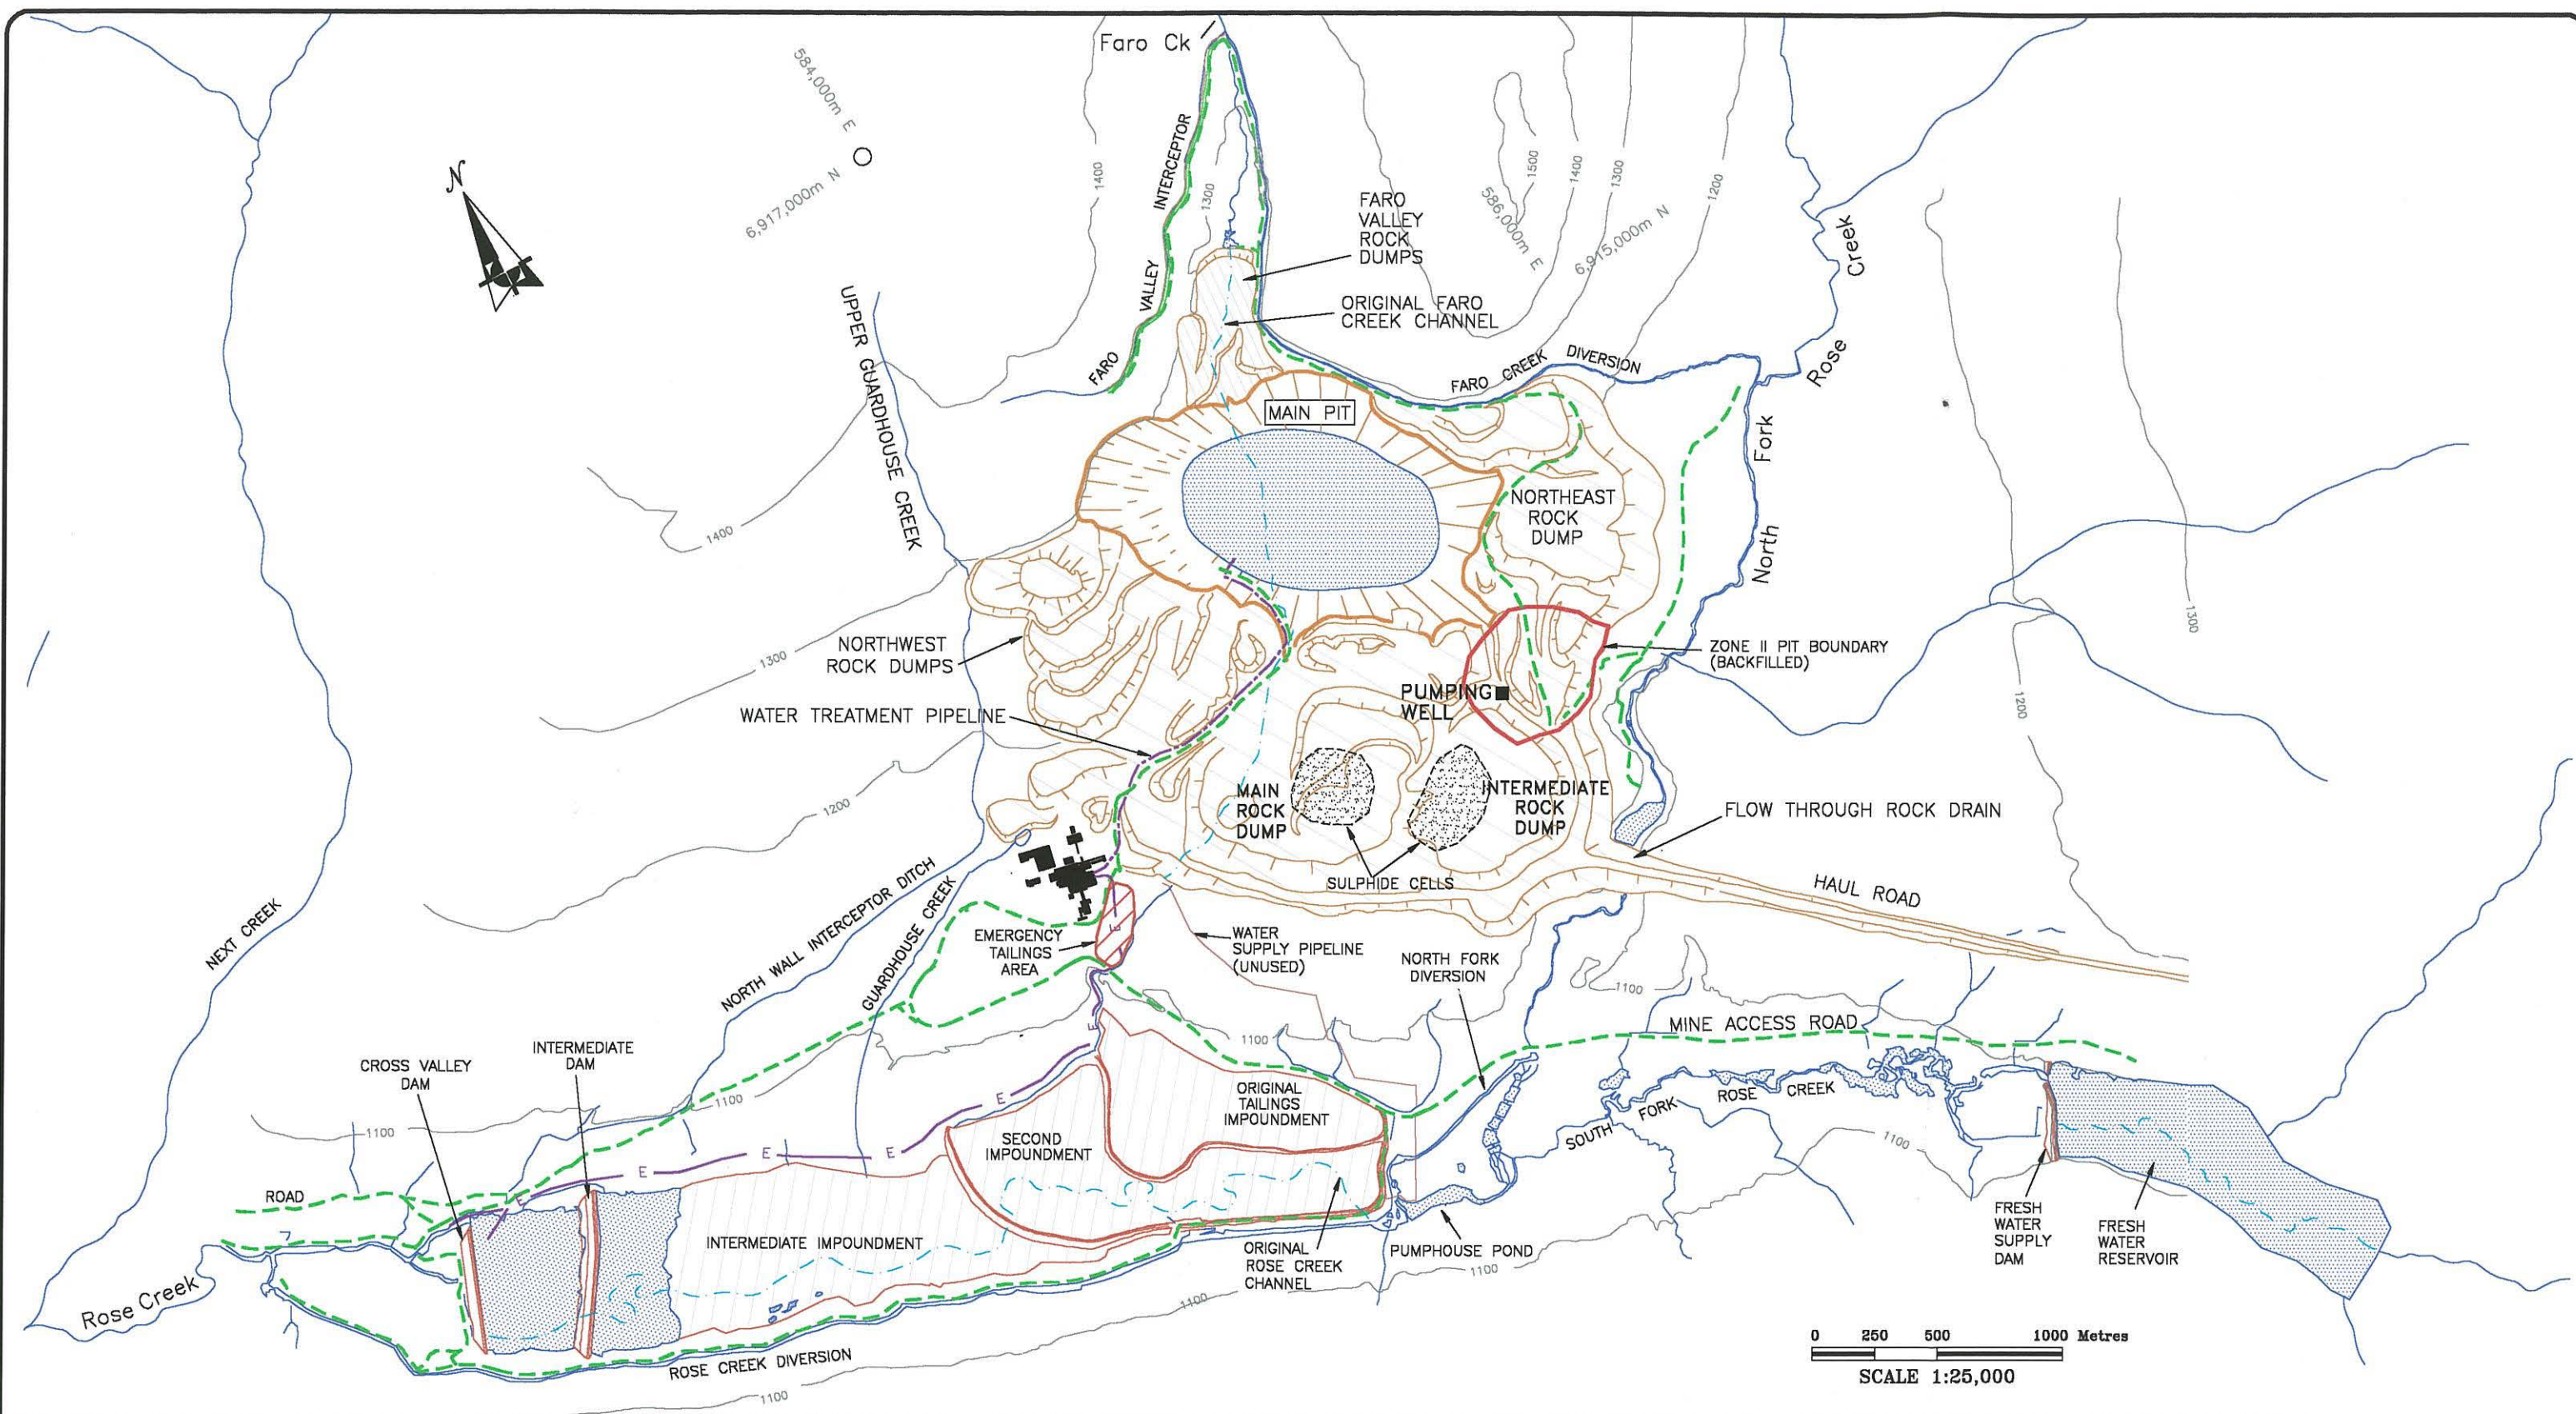 Faro Ck
584,000m E
6,917,000m N
N
FARO VALLEY INTERCEPTOR
1400
1300
1500
1400
1300
1200
586,000m E
6,915,000m N
FARO
VALLEY
ROCK
DUMPS
ORIGINAL FARO
CREEK CHANNEL
UPPER GUARDHOUSE CREEK
FARO CREEK DIVERSION
North Fork Rose Creek
MAIN PIT
NORTHEAST
ROCK
DUMP
1400
1300
1300
1200
NORTHWEST
ROCK DUMPS
ZONE II PIT BOUNDARY
(BACKFILLED)
PUMPING
WELL
WATER TREATMENT PIPELINE
1200
MAIN
ROCK
DUMP
INTERMEDIATE
ROCK
DUMP
FLOW THROUGH ROCK DRAIN
SULPHIDE CELLS
HAUL ROAD
NEXT CREEK
NORTH WALL INTERCEPTOR DITCH
GUARDHOUSE CREEK
EMERGENCY
TAILINGS
AREA
E
WATER
SUPPLY PIPELINE
(UNUSED)
NORTH FORK
DIVERSION
1100
1100
MINE ACCESS ROAD
E
CROSS VALLEY
DAM
INTERMEDIATE
DAM
1100
1100
E
E
E
E
E
ORIGINAL
TAILINGS
IMPOUNDMENT
SECOND
IMPOUNDMENT
SOUTH FORK ROSE CREEK
1100
ROAD
INTERMEDIATE IMPOUNDMENT
ORIGINAL
ROSE CREEK
CHANNEL
PUMPHOUSE POND
1100
1100
FRESH
WATER
SUPPLY
DAM
FRESH
WATER
RESERVOIR
Rose Creek
ROSE CREEK DIVERSION
1100
0 250 500 1000 Metres
SCALE 1:25,000